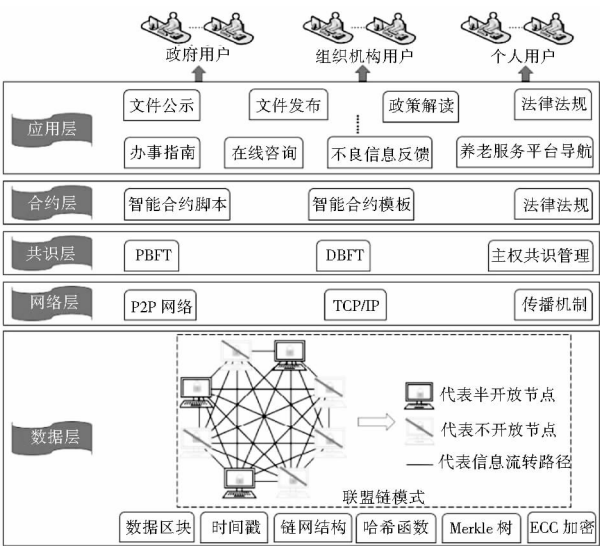 政府用户 组织机构用户 个人用户
应用层
文件公示 文件发布 政策解读 法律法规
办事指南 在线咨询 不良信息反馈 养老服务平台导航
合约层
智能合约脚本 智能合约模板 法律法规
共识层
PBFT DBFT 主权共识管理
网络层
P2P 网络 TCP/IP 传播机制
数据层
代表半开放节点
代表不开放节点
代表信息流转路径
联盟链模式
数据区块 时间戳 链网结构 哈希函数 Merkle 树 ECC 加密